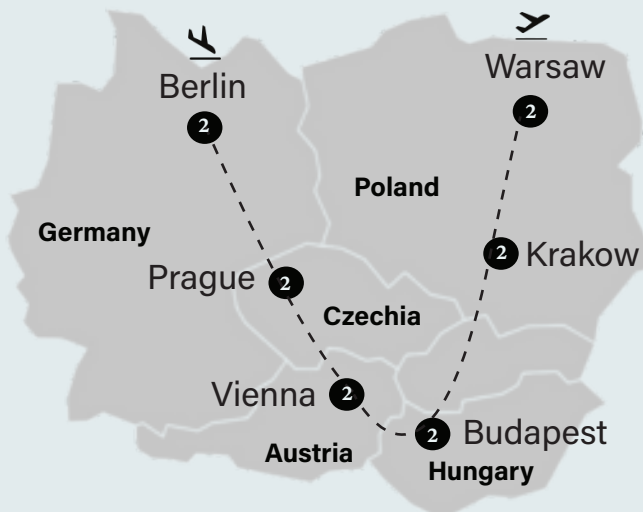 Berlin
Warsaw
2
2
Poland
Germany
Prague
2
2
Krakow
Czechia
Vienna
2
2
Budapest
Austria
Hungary